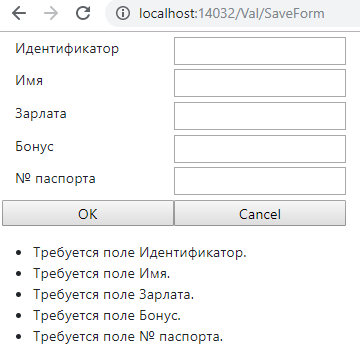 localhost:14032/Val/SaveForm
Идентификатор
Имя
Зарлата
Бонус
№ паспорта
OK Cancel
• Требуется поле Идентификатор.
• Требуется поле Имя.
• Требуется поле Зарлата.
• Требуется поле Бонус.
• Требуется поле № паспорта.